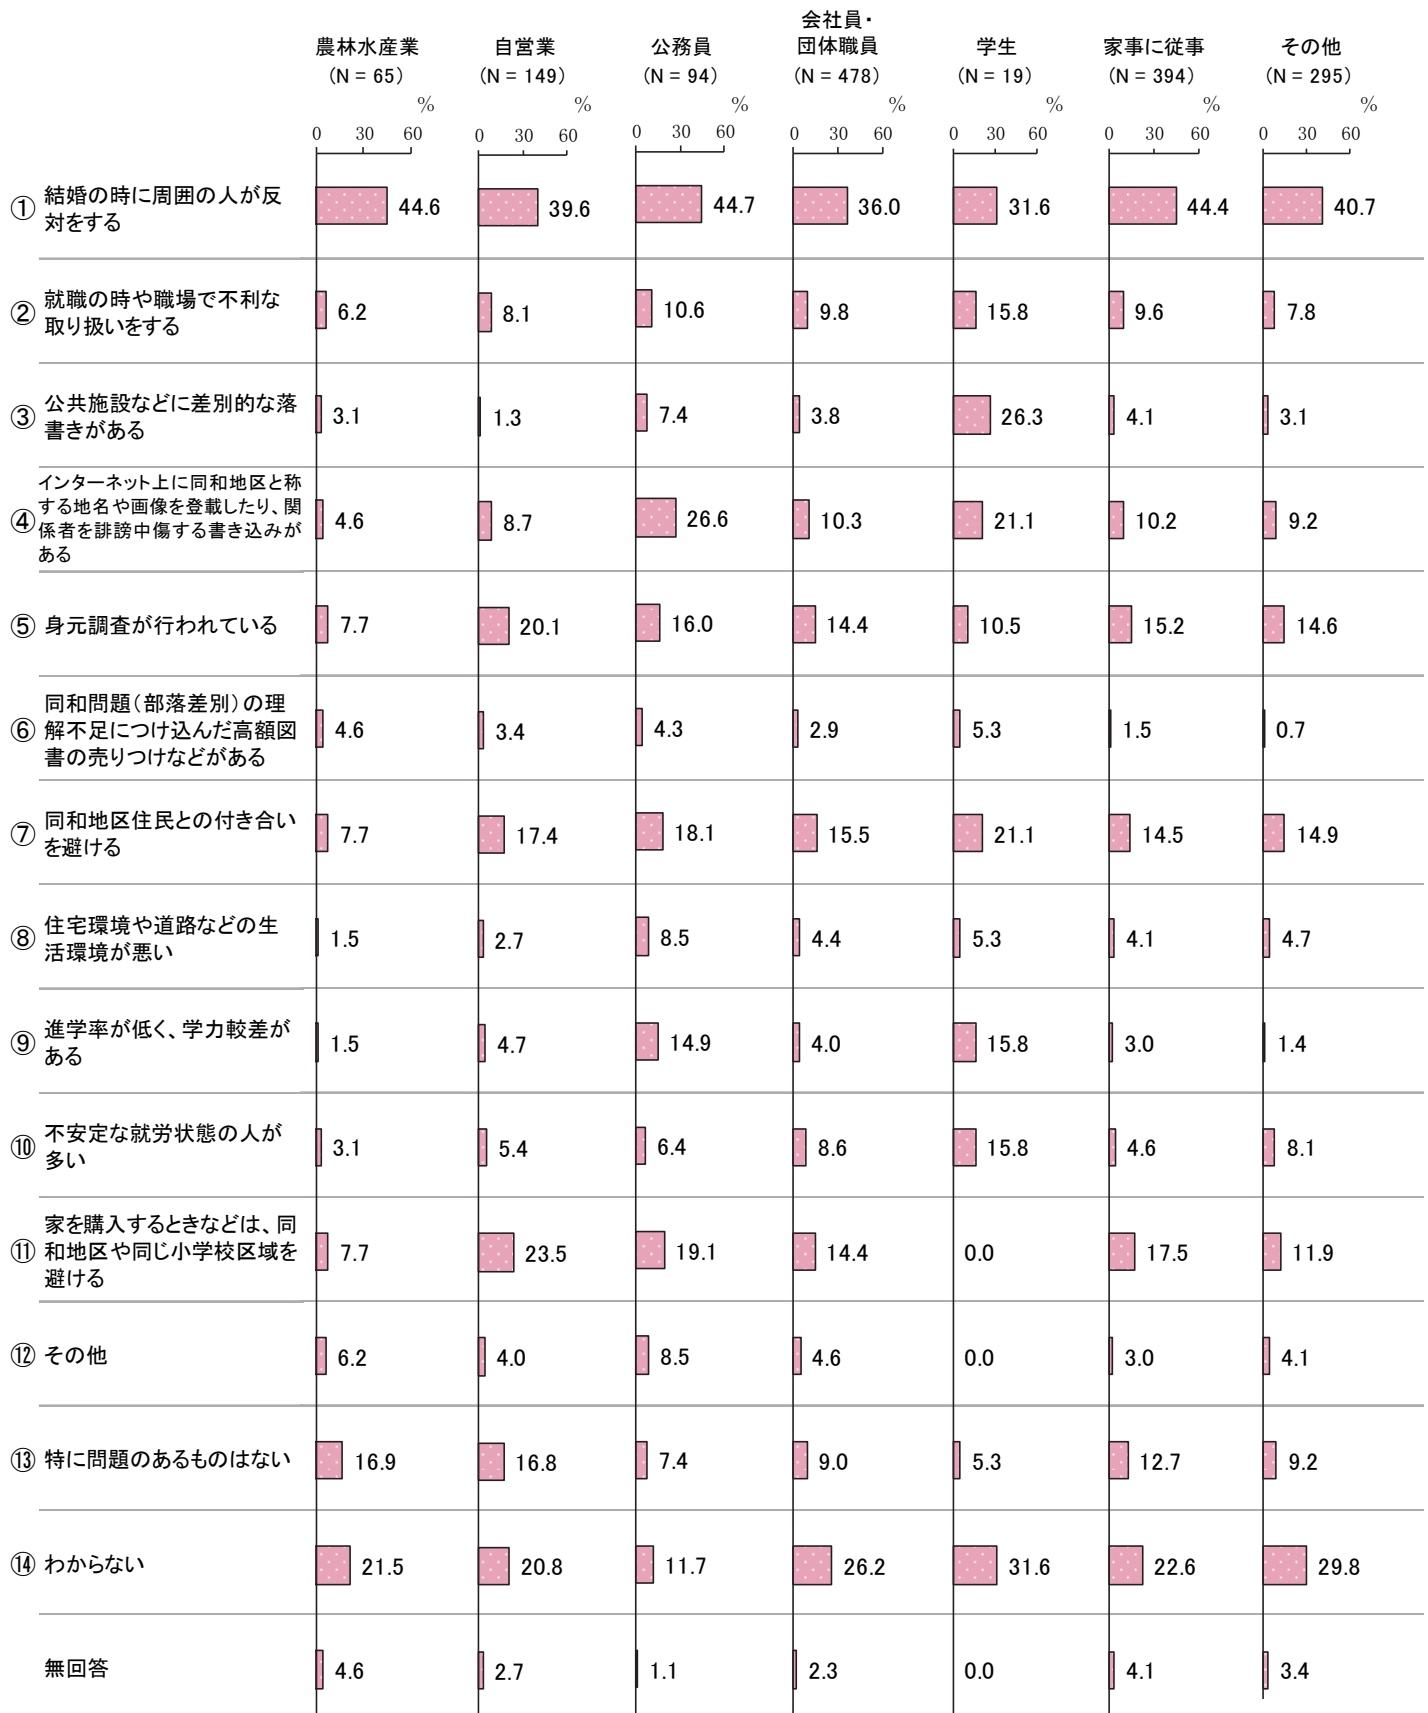 会社員・
農林水産業 自営業 公務員 団体職員 学生 家事に従事 その他
（N = 65） （N = 149） （N = 94） （N = 478） （N = 19） （N = 394） （N = 295）
% % % % % % %
0 30 60 0 30 60 0 30 60 0 30 60 0 30 60 0 30 60 0 30 60
① 結婚の時に周囲の人が反
対をする
44.6 39.6 44.7 36.0 31.6 44.4 40.7
② 就職の時や職場で不利な
取り扱いをする
6.2 8.1 10.6 9.8 15.8 9.6 7.8
③ 公共施設などに差別的な落
書きがある
3.1 1.3 7.4 3.8 26.3 4.1 3.1
④ インターネット上に同和地区と称
する地名や画像を登載したり、関
係者を誹謗中傷する書き込みが
ある
4.6 8.7 26.6 10.3 21.1 10.2 9.2
⑤ 身元調査が行われている
7.7 20.1 16.0 14.4 10.5 15.2 14.6
⑥ 同和問題（部落差別）の理
解不足につけ込んだ高額図
書の売りつけなどがある
4.6 3.4 4.3 2.9 5.3 1.5 0.7
⑦ 同和地区住民との付き合い
を避ける
7.7 17.4 18.1 15.5 21.1 14.5 14.9
⑧ 住宅環境や道路などの生
活環境が悪い
1.5 2.7 8.5 4.4 5.3 4.1 4.7
⑨ 進学率が低く、学力較差が
ある
1.5 4.7 14.9 4.0 15.8 3.0 1.4
⑩ 不安定な就労状態の人が
多い
3.1 5.4 6.4 8.6 15.8 4.6 8.1
⑪ 家を購入するときなどは、同
和地区や同じ小学校区域を
避ける
7.7 23.5 19.1 14.4 0.0 17.5 11.9
⑫ その他
6.2 4.0 8.5 4.6 0.0 3.0 4.1
⑬ 特に問題のあるものはない
16.9 16.8 7.4 9.0 5.3 12.7 9.2
⑭ わからない
21.5 20.8 11.7 26.2 31.6 22.6 29.8
無回答
4.6 2.7 1.1 2.3 0.0 4.1 3.4